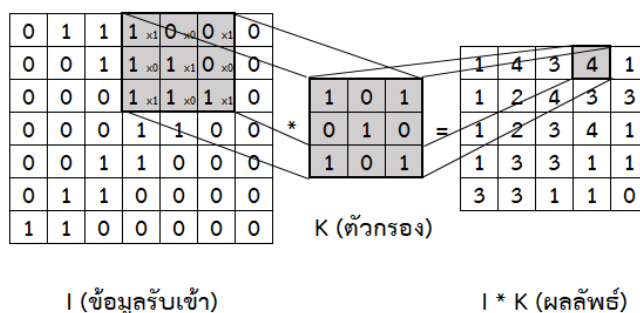 0 1 1 1 ×1 0 ×0 0 ×1 0
0 0 1 1 ×0 1 ×1 0 ×0 0
0 0 0 1 ×1 1 ×0 1 ×1 0
0 0 0 1 1 0 0
0 0 1 1 0 0 0
0 1 1 0 0 0 0
1 1 0 0 0 0 0
I (ข้อมูลรับเข้า)
*
1 0 1
0 1 0
1 0 1
K (ตัวกรอง)
=
1 4 3 4 1
1 2 4 3 3
1 2 3 4 1
1 3 3 1 1
3 3 1 1 0
I * K (ผลลัพธ์)